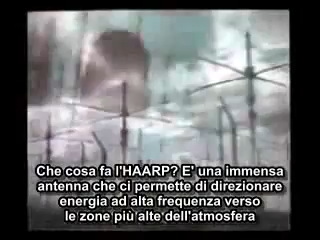 Che cosa fa l'HAARP? E' una immensa
antenna che ci permette di direzionare
energia ad alta frequenza verso
le zone più alte dell'atmosfera